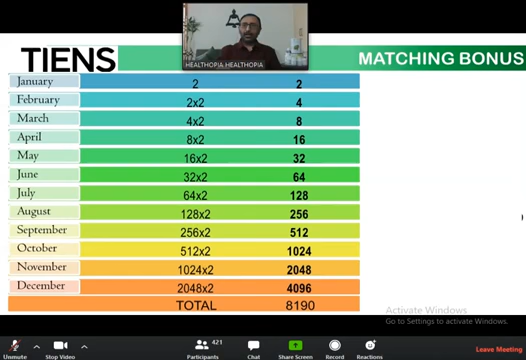 HEALTHOPIA HEALTHOPIA
TIENS
MATCHING BONUS
January 2 2
February 2x2 4
March 4x2 8
April 8x2 16
May 16x2 32
June 32x2 64
July 64x2 128
August 128x2 256
September 256x2 512
October 512x2 1024
November 1024x2 2048
December 2048x2 4096
TOTAL 8190
Activate Windows
Go to Settings to activate Windows.
421
Unmute Stop Video Participants Chat Share Screen Record Reactions Leave Meeting